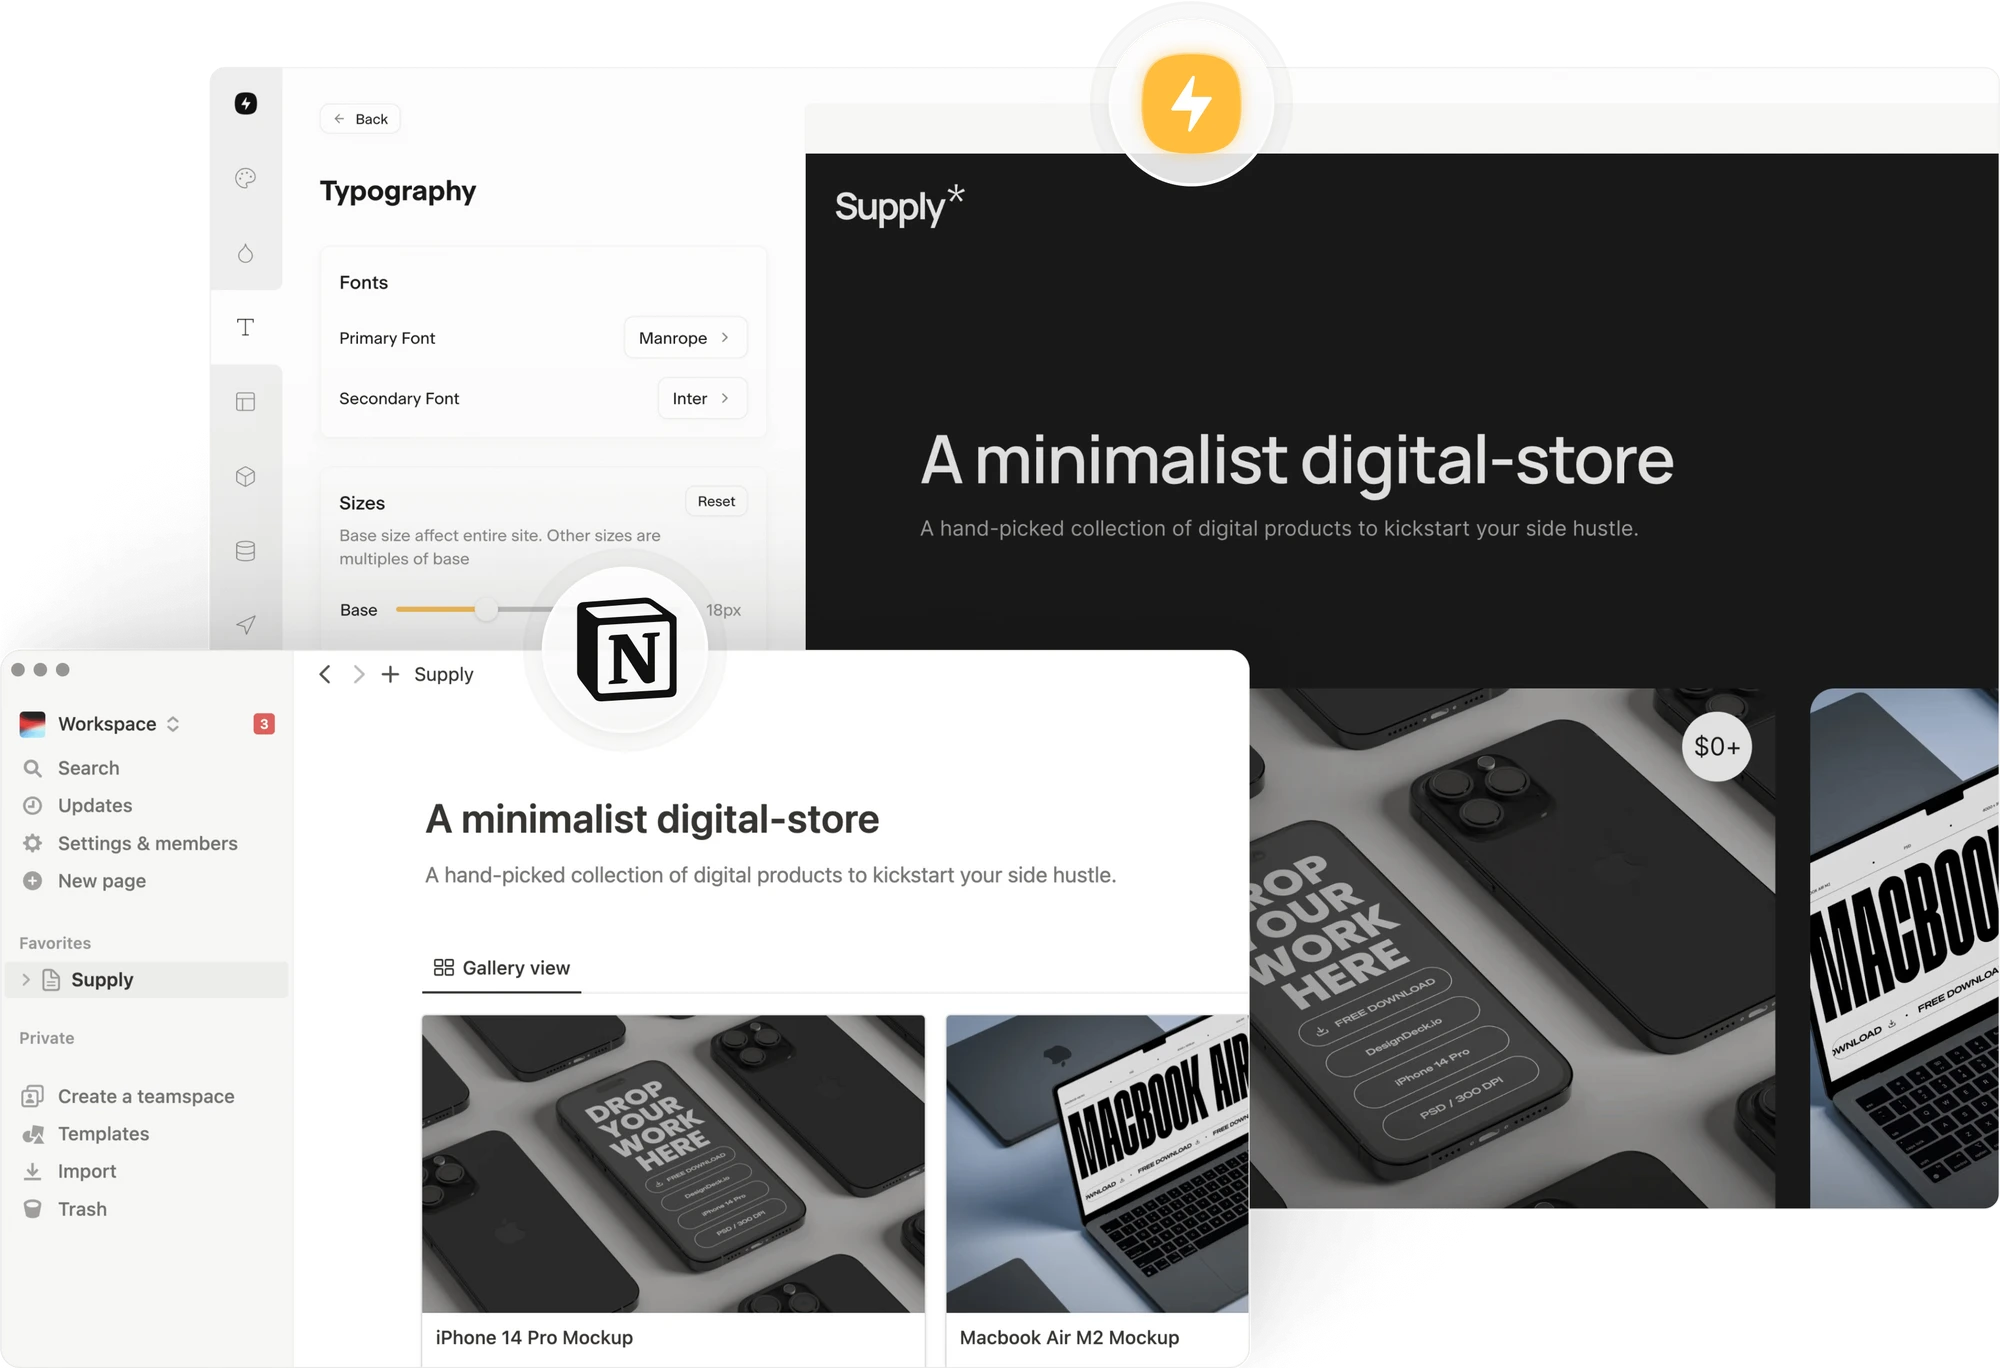 Back
Typography
Fonts
Primary Font
Manrope
Secondary Font
Inter
Sizes
Reset
Base size affect entire site. Other sizes are
multiples of base
Base
18px
Supply*
A minimalist digital-store
A hand-picked collection of digital products to kickstart your side hustle.
$0+
ROP
YOUR
WORK
HERE
FREE DOWNLOAD
DesignDeck.io
iPhone 14 Pro
PSD / 300 DPI
MACBOO
WNLOAD
FREE DOWNLOA
N
Workspace
3
Search
Updates
Settings & members
New page
Favorites
Supply
Private
Create a teamspace
Templates
Import
Trash
Supply
A minimalist digital-store
A hand-picked collection of digital products to kickstart your side hustle.
Gallery view
DROP
YOUR
WORK
HERE
FREE DOWNLOAD
DesignDeck.io
iPhone 14 Pro
PSD / 300 DPI
iPhone 14 Pro Mockup
MACBOOK AIR
WNLOAD
FREE DOWNLOAD
FREE DOWN
Macbook Air M2 Mockup